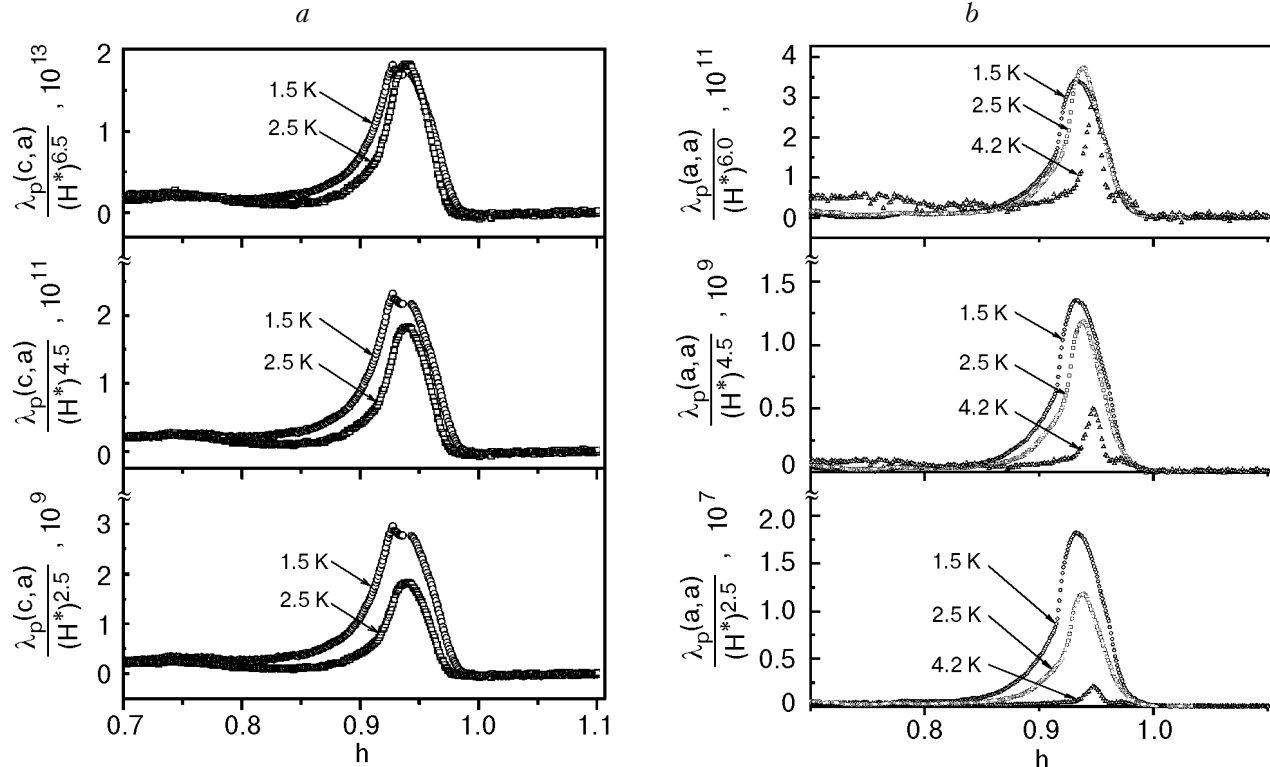 a
λp(c,a)
(H*)6.5
, 10 13
2
1
0
1.5 K
2.5 K
λp(c,a)
(H*)4.5
, 10 11
2
1
0
1.5 K
2.5 K
λp(c,a)
(H*)2.5
, 10 9
3
2
1
0
1.5 K
2.5 K
0.7 0.8 0.9 1.0 1.1
h
b
λp(a,a)
(H*)6.0
, 10 11
4
3
2
1
0
1.5 K
2.5 K
4.2 K
λp(a,a)
(H*)4.5
, 10 9
1.5
1.0
0.5
0
1.5 K
2.5 K
4.2 K
λp(a,a)
(H*)2.5
, 10 7
2.0
1.5
1.0
0.5
0
1.5 K
2.5 K
4.2 K
0.8 0.9 1.0
h